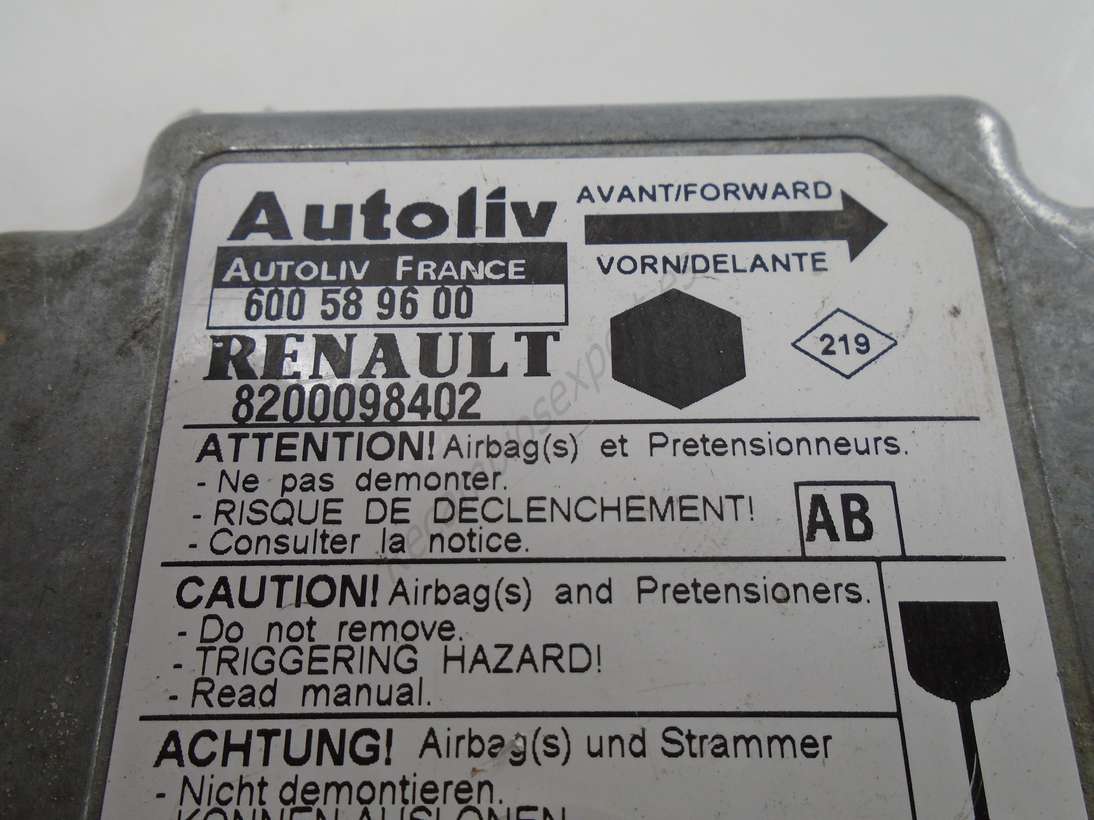 Autoliv
AVANT/FORWARD
AUTOLIV FRANCE
VORN/DELANTE
600 58 96 00
RENAULT
219
8200098402
ATTENTION! Airbag(s) et Pretensionneurs.
- Ne pas demonter.
- RISQUE DE DECLENCHEMENT!
- Consulter la notice.
AB
CAUTION! Airbag(s) and Pretensioners.
- Do not remove.
- TRIGGERING HAZARD!
- Read manual.
ACHTUNG! Airbag(s) und Strammer
- Nicht demontieren.
- KONNEN AUSLONEN